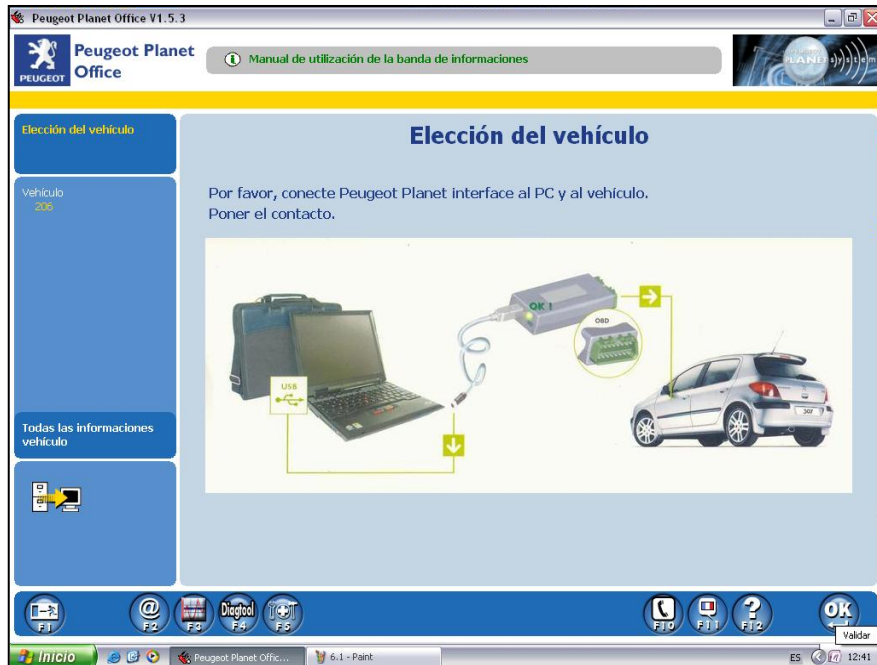 Peugeot Planet Office V1.5.3
PEUGEOT
Peugeot Planet
Office
i Manual de utilización de la banda de informaciones
PLANET system
Elección del vehículo
Elección del vehículo
Vehículo
206
Por favor, conecte Peugeot Planet interface al PC y al vehículo.
Poner el contacto.
OK !
OBD
USB
307
Todas las informaciones
vehículo
F1
@
F2
F3
Diagtool
F4
F5
F10
F11
?
F12
OK
Validar
Inicio
Peugeot Planet Offic...
6.1 - Paint
ES
12:41